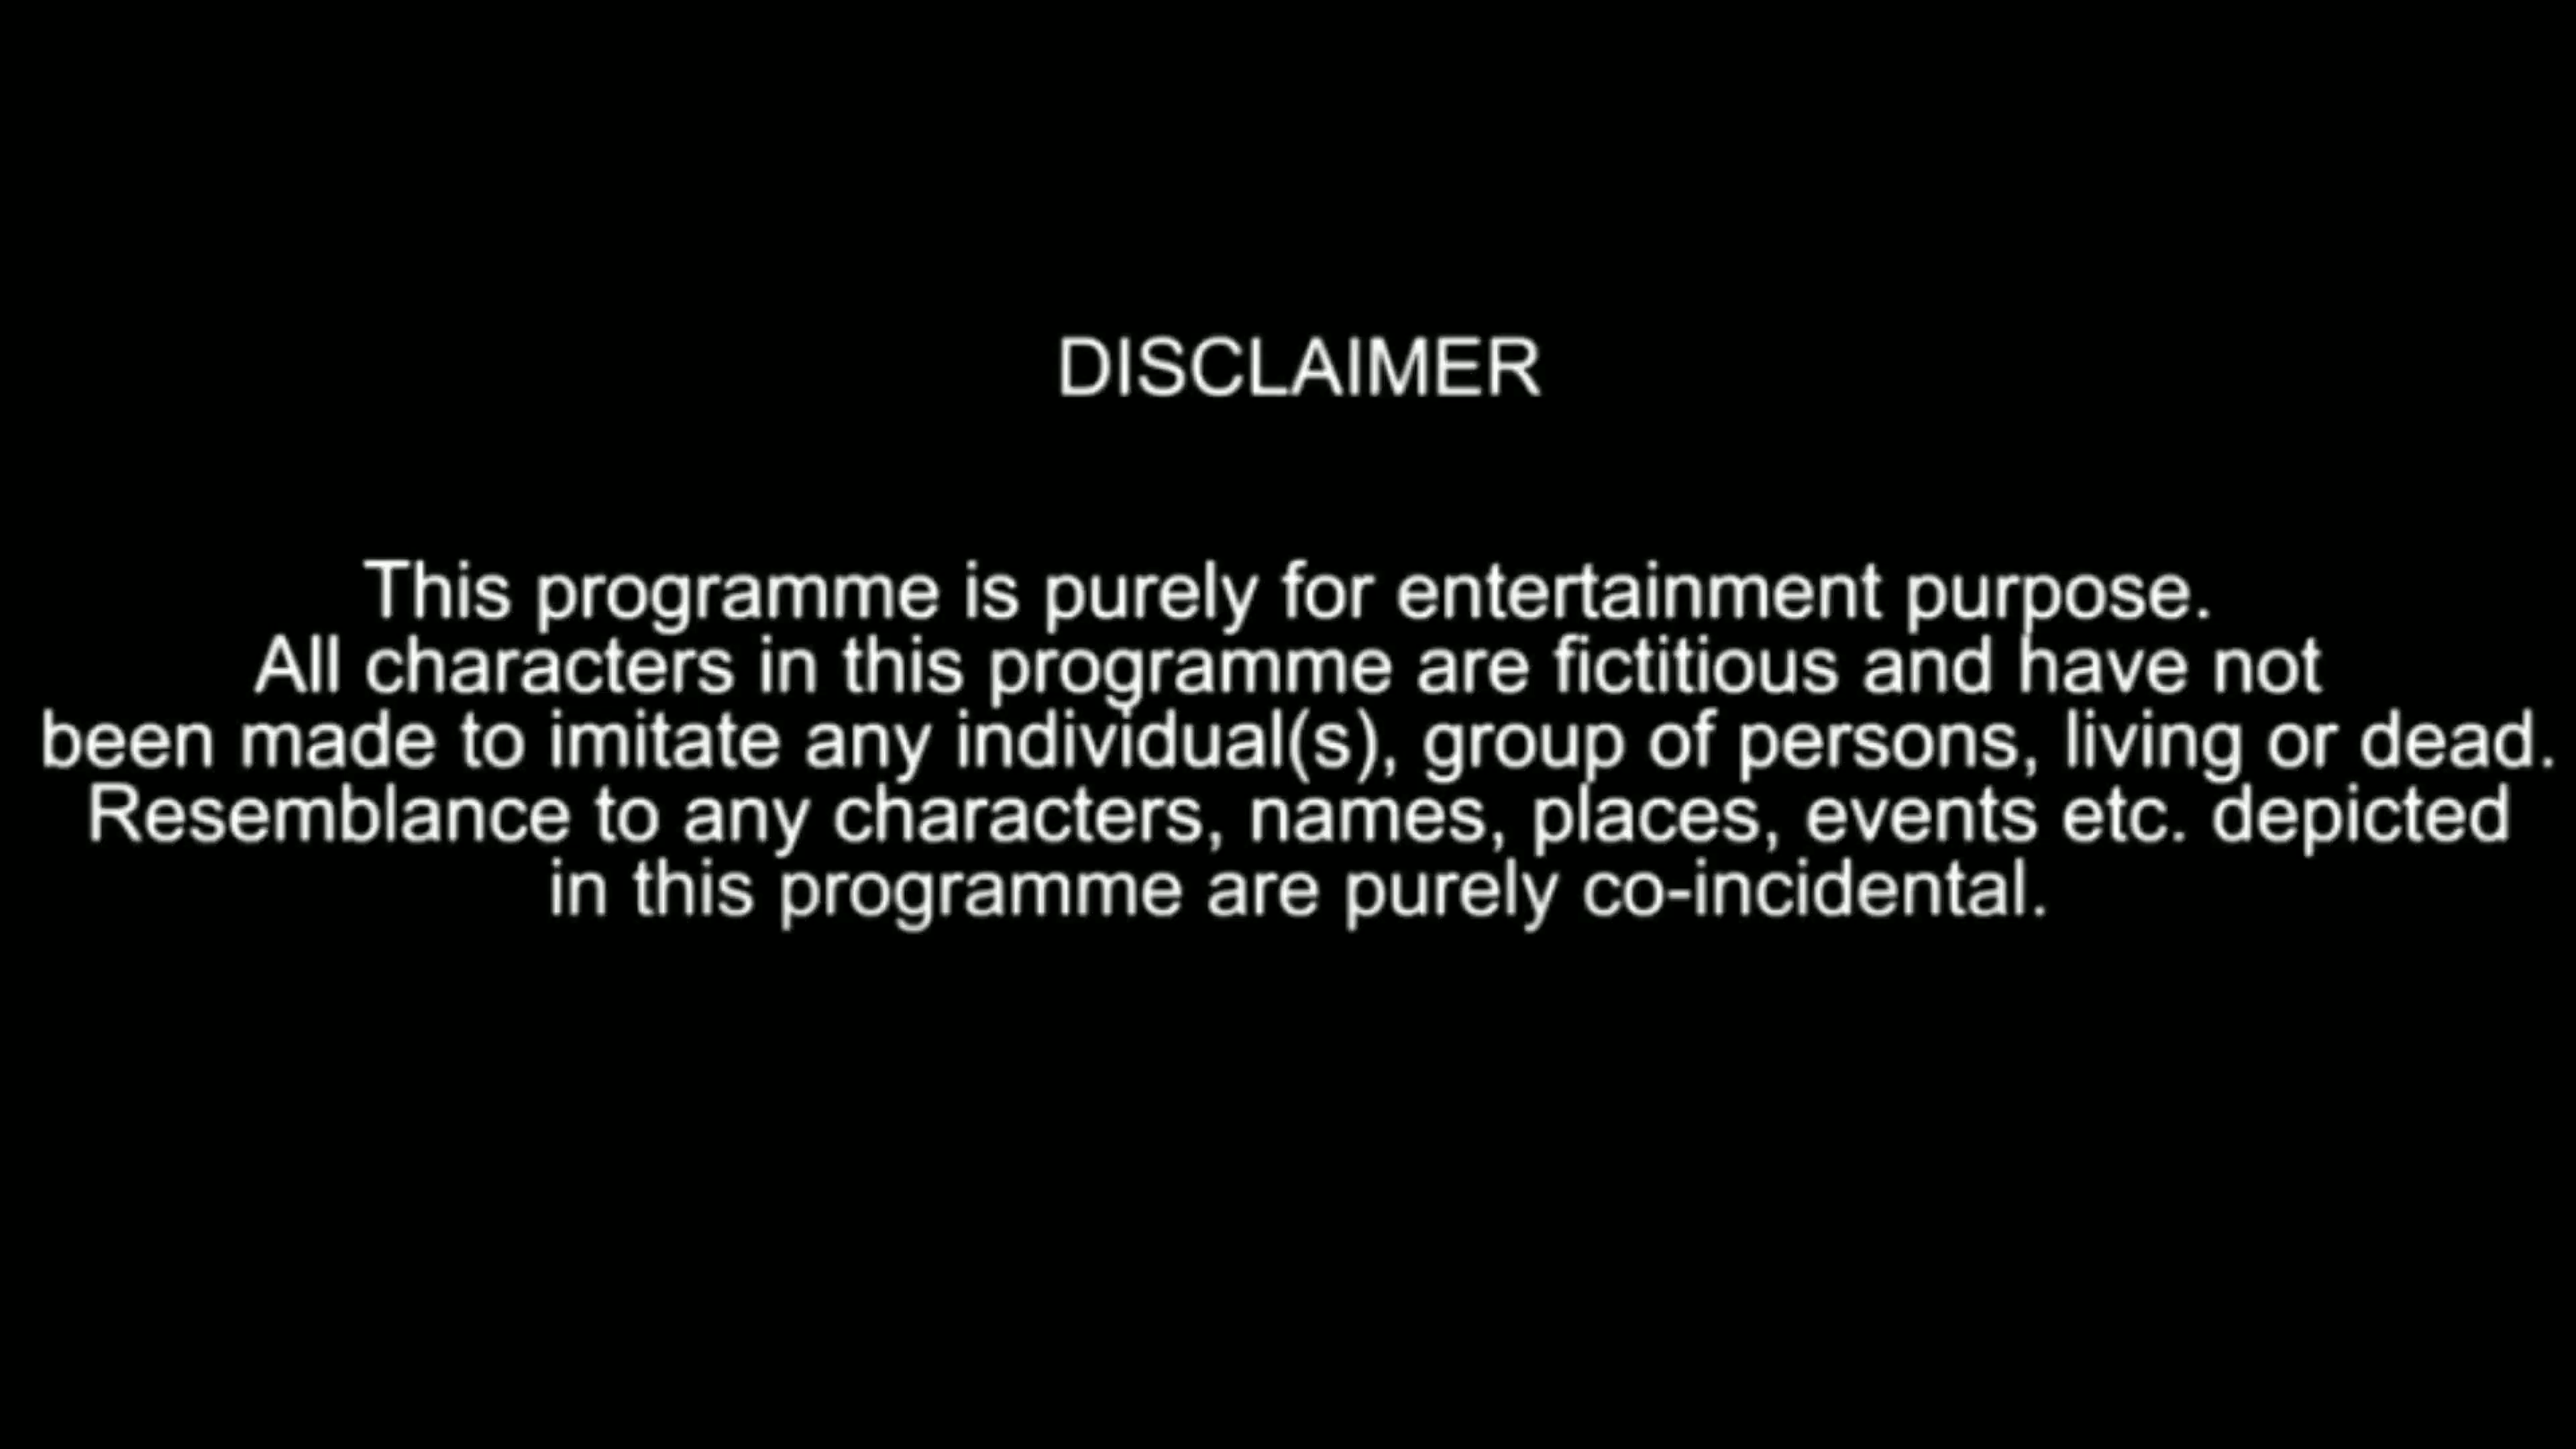 DISCLAIMER
This programme is purely for entertainment purpose.
All characters in this programme are fictitious and have not
been made to imitate any individual(s), group of persons, living or dead.
Resemblance to any characters, names, places, events etc. depicted
in this programme are purely co-incidental.